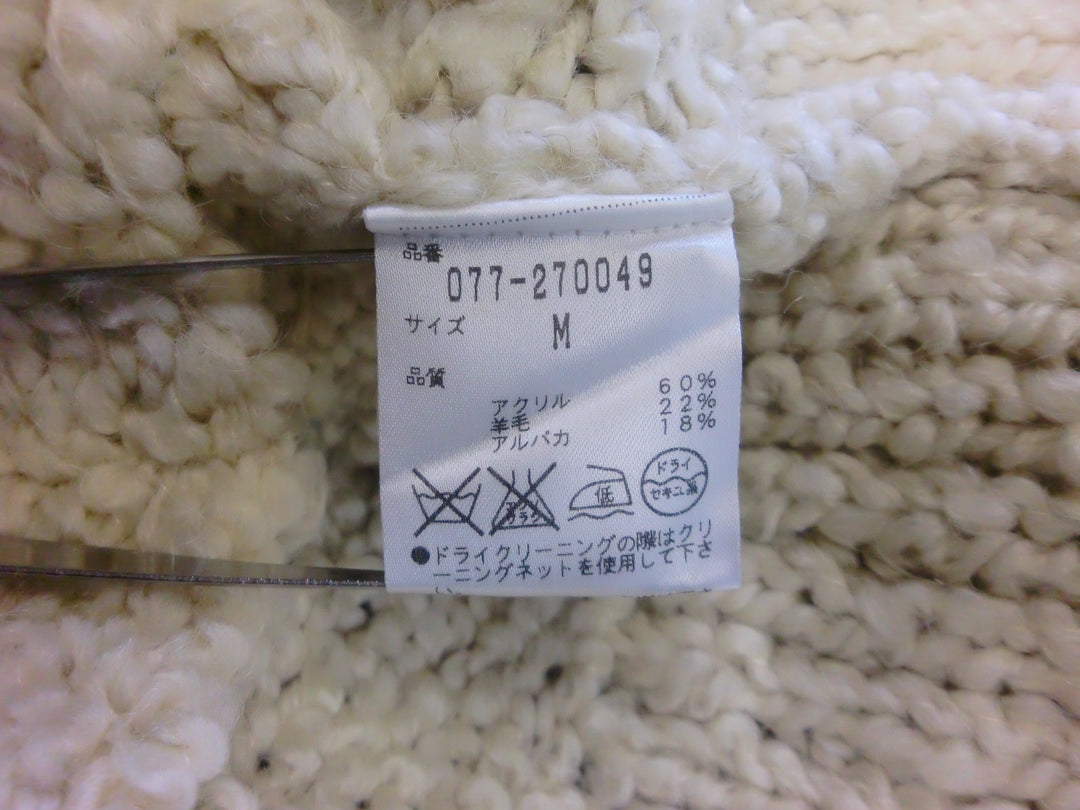 品番
077-270049
サイズ M
品質
アクリル 60%
羊毛 22%
アルパカ 18%
低
ドライ
セキユ系
●ドライクリーニングの際はクリ
ーニングネットを使用して下さ
い